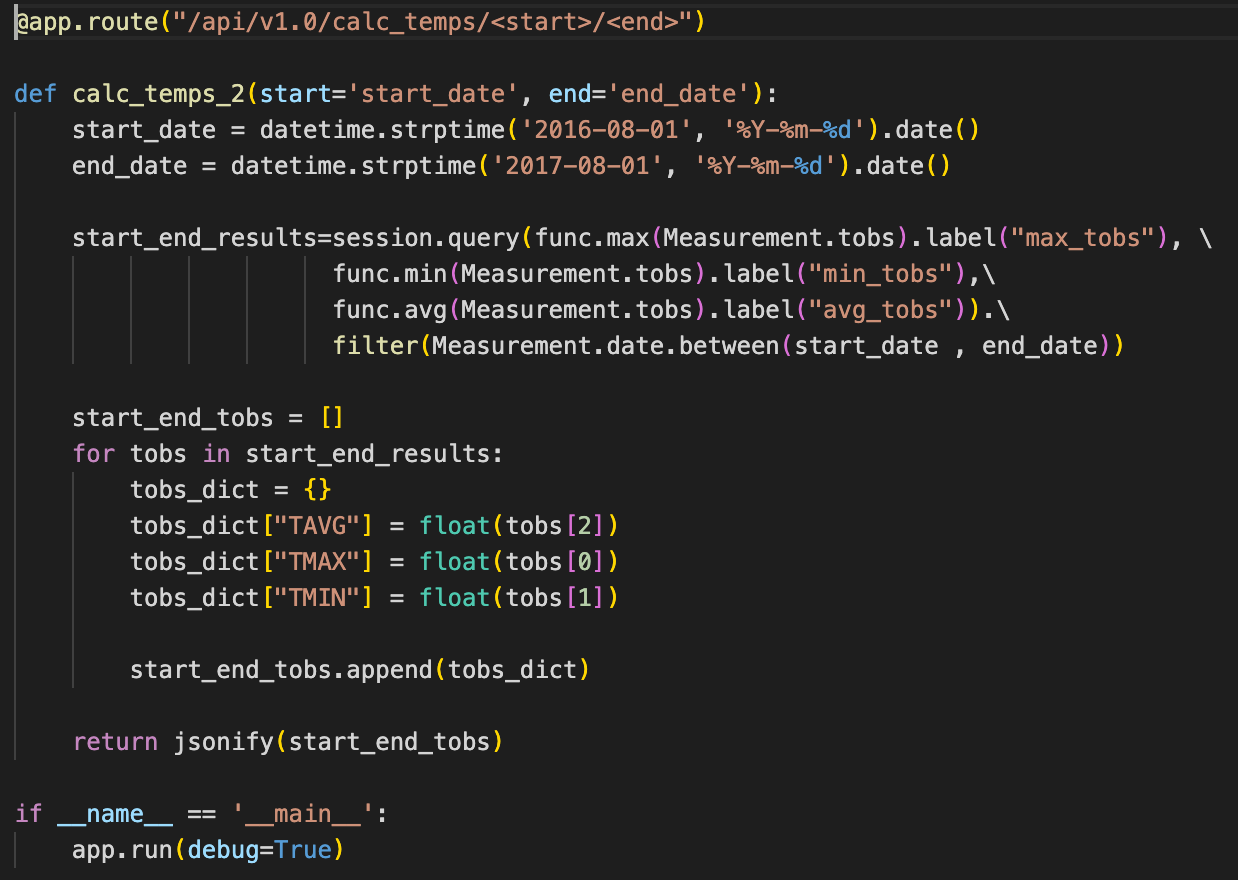 @app.route("/api/v1.0/calc_temps/<start>/<end>")
def calc_temps_2(start='start_date', end='end_date'):
    start_date = datetime.strptime('2016-08-01', '%Y-%m-%d').date()
    end_date = datetime.strptime('2017-08-01', '%Y-%m-%d').date()
    start_end_results=session.query(func.max(Measurement.tobs).label("max_tobs"), \
                      func.min(Measurement.tobs).label("min_tobs"),\
                      func.avg(Measurement.tobs).label("avg_tobs")).\
                      filter(Measurement.date.between(start_date , end_date))
    start_end_tobs = []
    for tobs in start_end_results:
        tobs_dict = {}
        tobs_dict["TAVG"] = float(tobs[2])
        tobs_dict["TMAX"] = float(tobs[0])
        tobs_dict["TMIN"] = float(tobs[1])
        start_end_tobs.append(tobs_dict)
    return jsonify(start_end_tobs)
if __name__ == '__main__':
    app.run(debug=True)